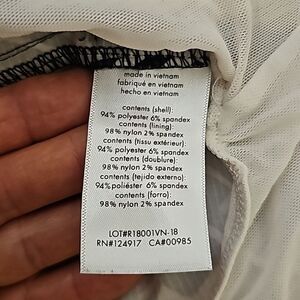 made in vietnam
fabriqué en vietnam
hecho en vietnam
contents (shell):
94% polyester 6% spandex
contents (lining):
98% nylon 2% spandex
contents (tissu extérieur):
94% polyester 6% spandex
contents (doublure):
98% nylon 2% spandex
contents (tejido externo):
94% poliéster 6% spandex
contents (forro):
98% nylon 2% spandex
LOT#R18001VN-18
RN#124917 CA#00985